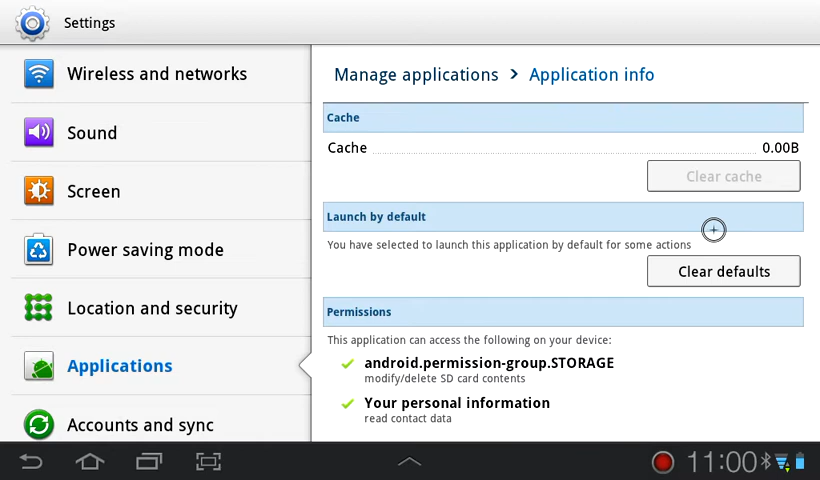 Settings
Wireless and networks
Sound
Screen
Power saving mode
Location and security
Applications
Accounts and sync
Manage applications > Application info
Cache
Cache 0.00B
Clear cache
Launch by default
You have selected to launch this application by default for some actions
Clear defaults
Permissions
This application can access the following on your device:
android.permission-group.STORAGE
modify/delete SD card contents
Your personal information
read contact data
11:00